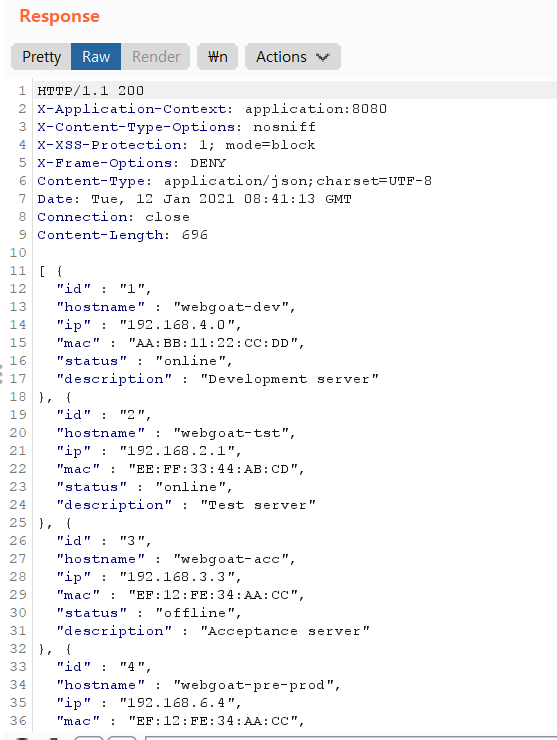 Response
Pretty Raw Render \n Actions
1 HTTP/1.1 200
2 X-Application-Context: application:8080
3 X-Content-Type-Options: nosniff
4 X-XSS-Protection: 1; mode=block
5 X-Frame-Options: DENY
6 Content-Type: application/json;charset=UTF-8
7 Date: Tue, 12 Jan 2021 08:41:13 GMT
8 Connection: close
9 Content-Length: 696
10
11 [ {
12 "id" : "1",
13 "hostname" : "webgoat-dev",
14 "ip" : "192.168.4.0",
15 "mac" : "AA:BB:11:22:CC:DD",
16 "status" : "online",
17 "description" : "Development server"
18 }, {
19 "id" : "2",
20 "hostname" : "webgoat-tst",
21 "ip" : "192.168.2.1",
22 "mac" : "EE:FF:33:44:AB:CD",
23 "status" : "online",
24 "description" : "Test server"
25 }, {
26 "id" : "3",
27 "hostname" : "webgoat-acc",
28 "ip" : "192.168.3.3",
29 "mac" : "EF:12:FE:34:AA:CC",
30 "status" : "offline",
31 "description" : "Acceptance server"
32 }, {
33 "id" : "4",
34 "hostname" : "webgoat-pre-prod",
35 "ip" : "192.168.6.4",
36 "mac" : "EF:12:FE:34:AA:CC",